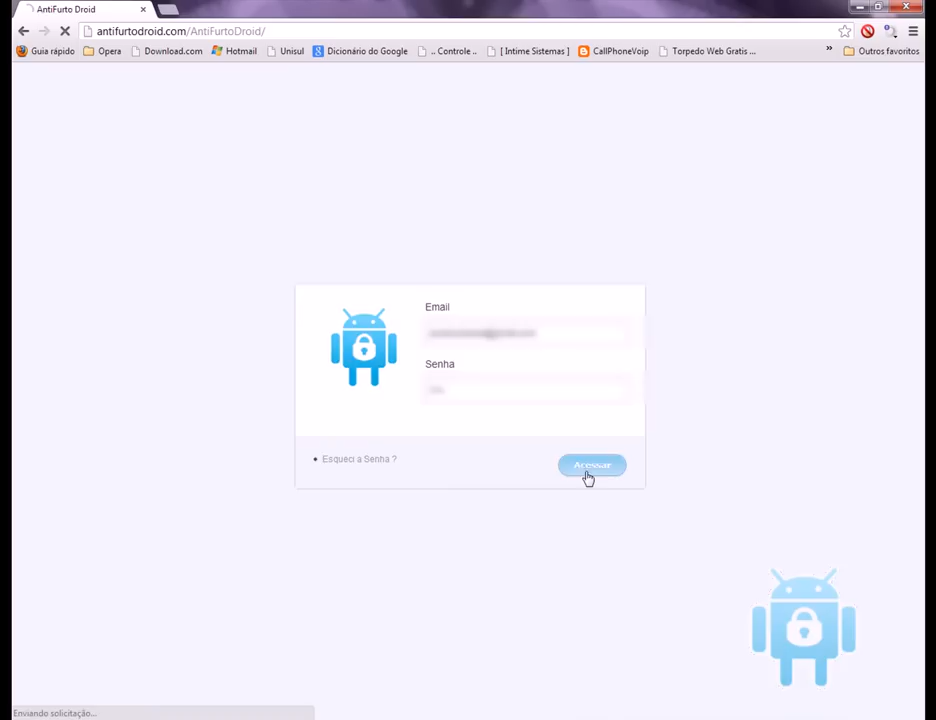 AntiFurto Droid
antifurtodroid.com/AntiFurtoDroid/
Guia rápido Opera Download.com Hotmail Unisul Dicionário do Google .. Controle .. [ Intime Sistemas ] CallPhoneVoip Torpedo Web Gratis ... » Outros favoritos
Email
Senha
Esqueci a Senha ?
Acessar
Enviando solicitação...